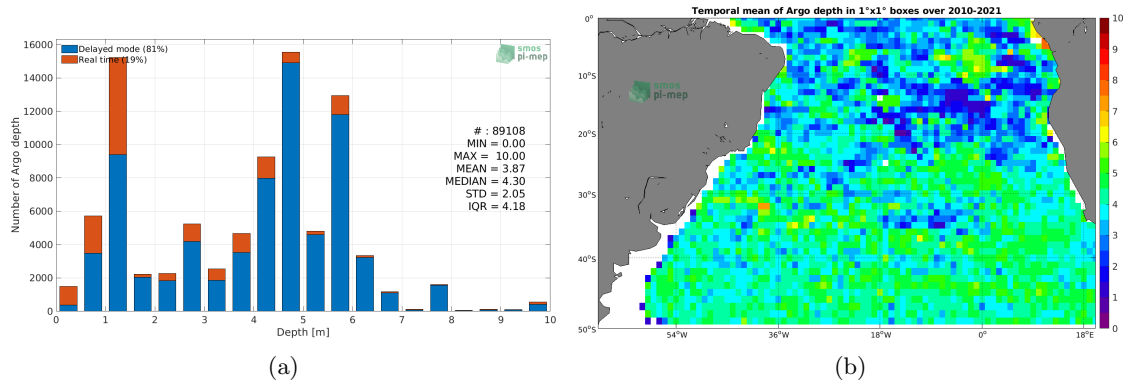 Delayed mode (81%)
Real time (19%)
smos
pi-mep
# : 89108
MIN = 0.00
MAX = 10.00
MEAN = 3.87
MEDIAN = 4.30
STD = 2.05
IQR = 4.18
16000
14000
12000
10000
8000
6000
4000
2000
0
Number of Argo depth
0 1 2 3 4 5 6 7 8 9 10
Depth [m]
(a)
Temporal mean of Argo depth in 1°x1° boxes over 2010-2021
smos
pi-mep
0°
10°S
20°S
30°S
40°S
50°S
54°W 36°W 18°W 0° 18°E
10
9
8
7
6
5
4
3
2
1
0
(b)